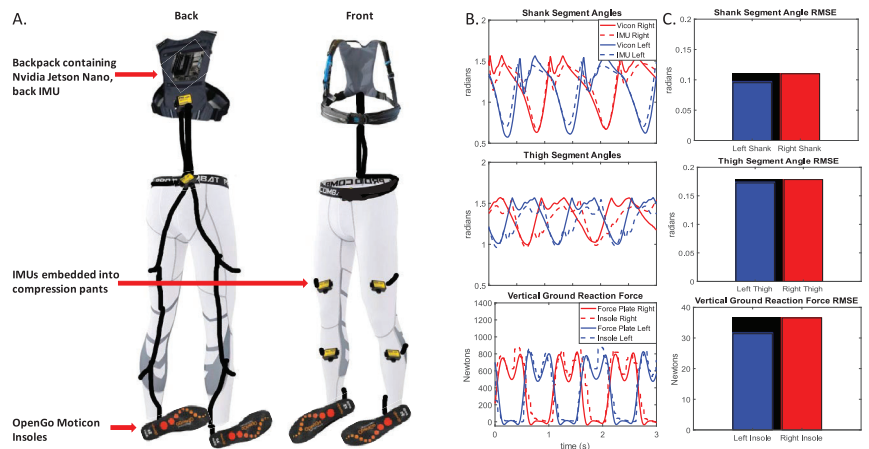 A.
Back
Front
Backpack containing
Nvidia Jetson Nano,
back IMU
IMUs embedded into
compression pants
OpenGo Moticon
Insoles
COMBAT
B.
Shank Segment Angles
Vicon Right
IMU Right
Vicon Left
IMU Left
radians
2
1.5
1
0.5
Thigh Segment Angles
radians
2
1.5
1
0.5
Vertical Ground Reaction Force
Force Plate Right
Insole Right
Force Plate Left
Insole Left
Newtons
1400
1200
1000
800
600
400
200
0
0
1
2
3
time (s)
C.
Shank Segment Angle RMSE
radians
0.2
0.15
0.1
0.05
0
Left Shank
Right Shank
Thigh Segment Angle RMSE
radians
0.2
0.15
0.1
0.05
0
Left Thigh
Right Thigh
Vertical Ground Reaction Force RMSE
Newtons
40
30
20
10
0
Left Insole
Right Insole